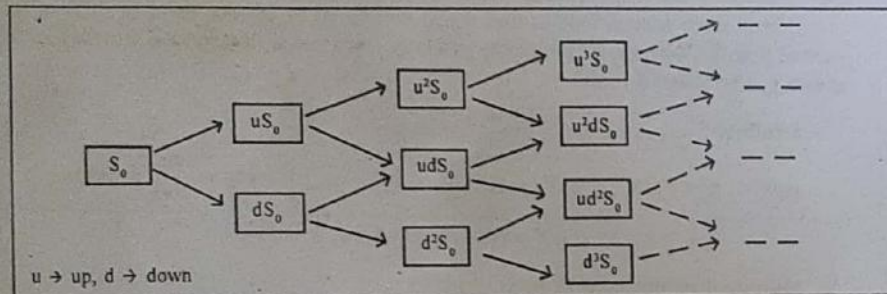 u³S₀
u²S₀
uS₀
u²dS₀
S₀
udS₀
dS₀
ud²S₀
d²S₀
d³S₀
u → up, d → down